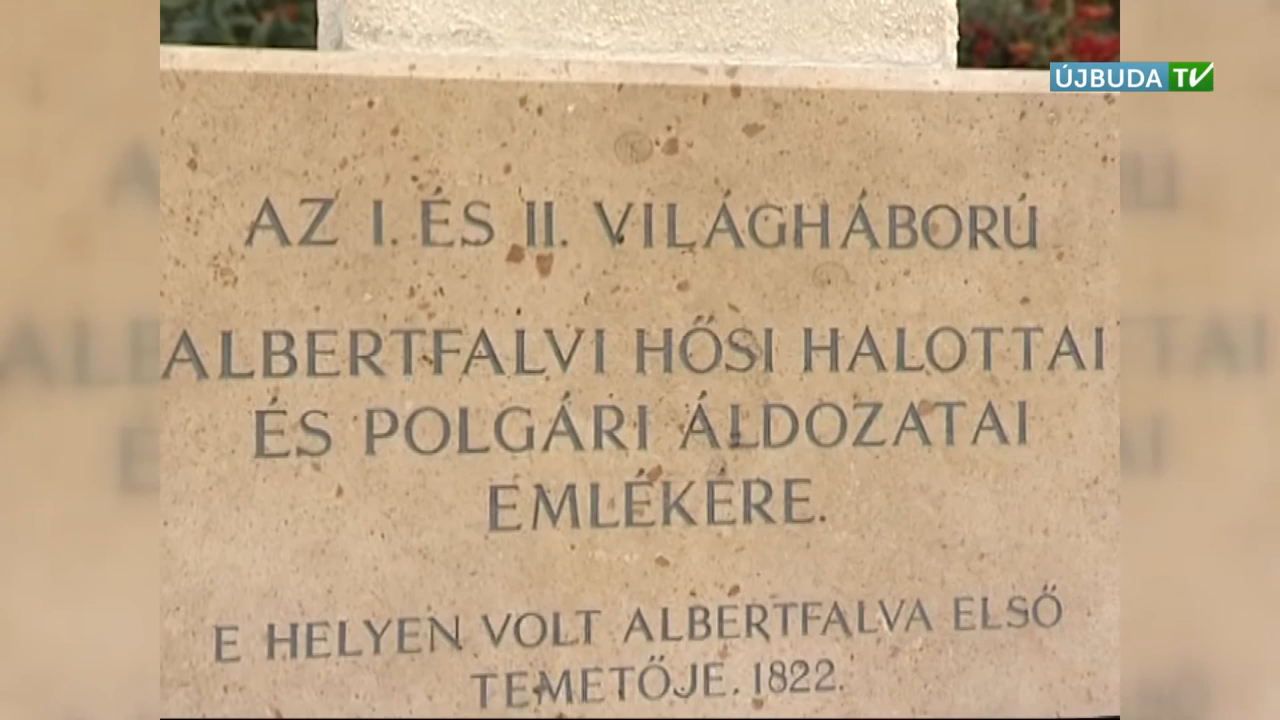 ÚJBUDA TV
AZ I. ÉS II. VILÁGHÁBORÚ
ALBERTFALVI HŐSI HALOTTAI
ÉS POLGÁRI ÁLDOZATAI
EMLÉKÉRE.
E HELYEN VOLT ALBERTFALVA ELSŐ
TEMETŐJE. 1822.